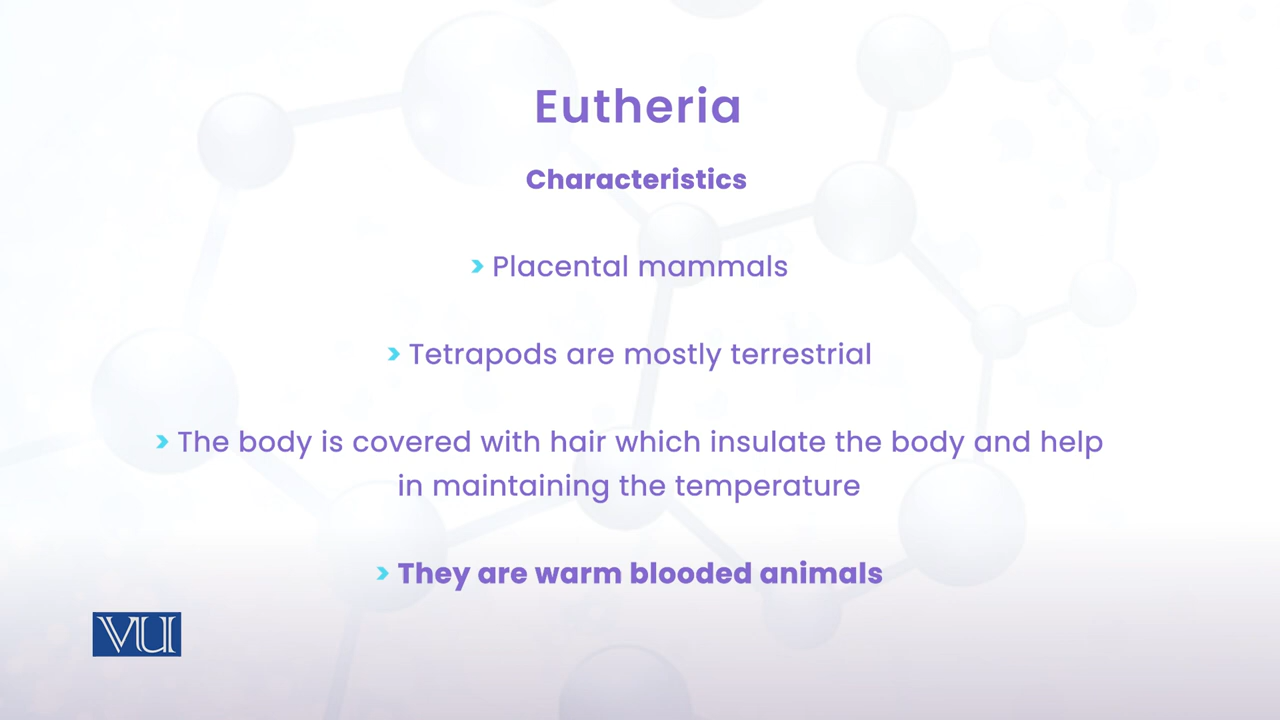 Eutheria
Characteristics
› Placental mammals
› Tetrapods are mostly terrestrial
› The body is covered with hair which insulate the body and help
in maintaining the temperature
› They are warm blooded animals
VU